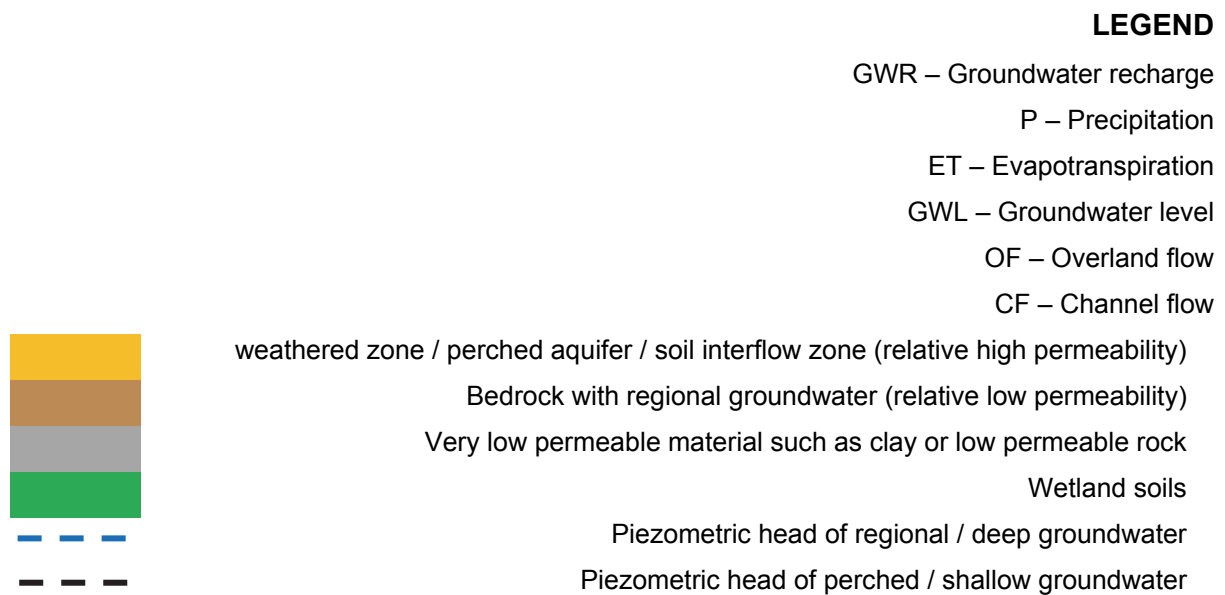 LEGEND
GWR – Groundwater recharge
P – Precipitation
ET – Evapotranspiration
GWL – Groundwater level
OF – Overland flow
CF – Channel flow
weathered zone / perched aquifer / soil interflow zone (relative high permeability)
Bedrock with regional groundwater (relative low permeability)
Very low permeable material such as clay or low permeable rock
Wetland soils
Piezometric head of regional / deep groundwater
Piezometric head of perched / shallow groundwater